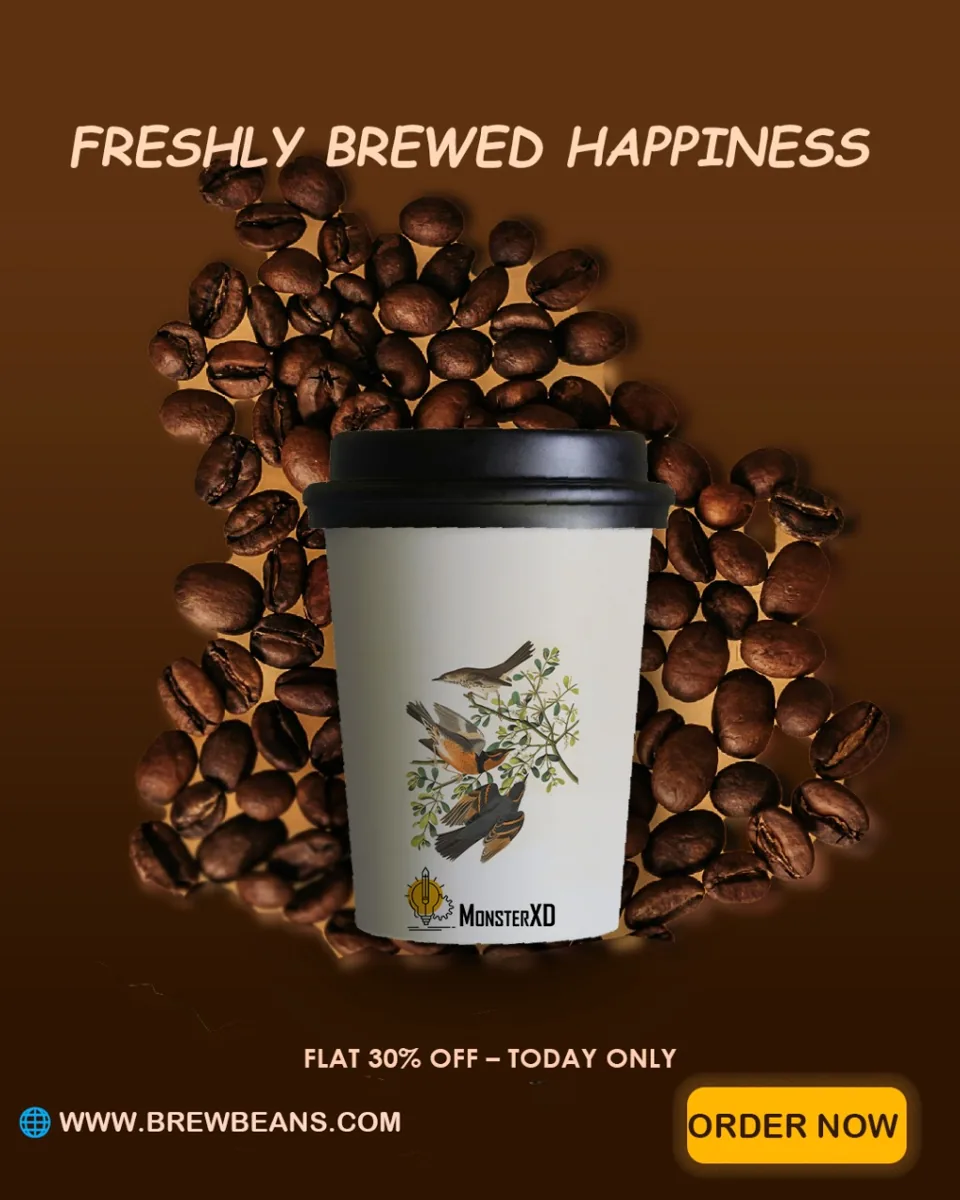 FRESHLY BREWED HAPPINESS
MONSTERXD
FLAT 30% OFF – TODAY ONLY
WWW.BREWBEANS.COM
ORDER NOW